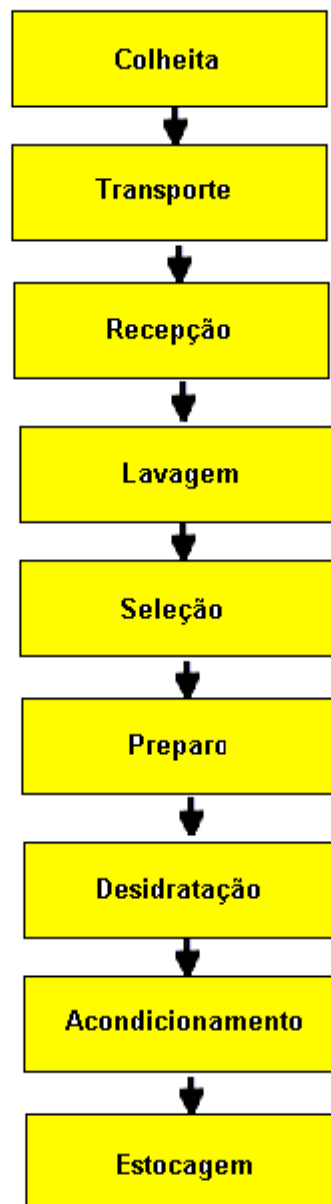 Colheita
Transporte
Recepção
Lavagem
Seleção
Preparo
Desidratação
Acondicionamento
Estocagem